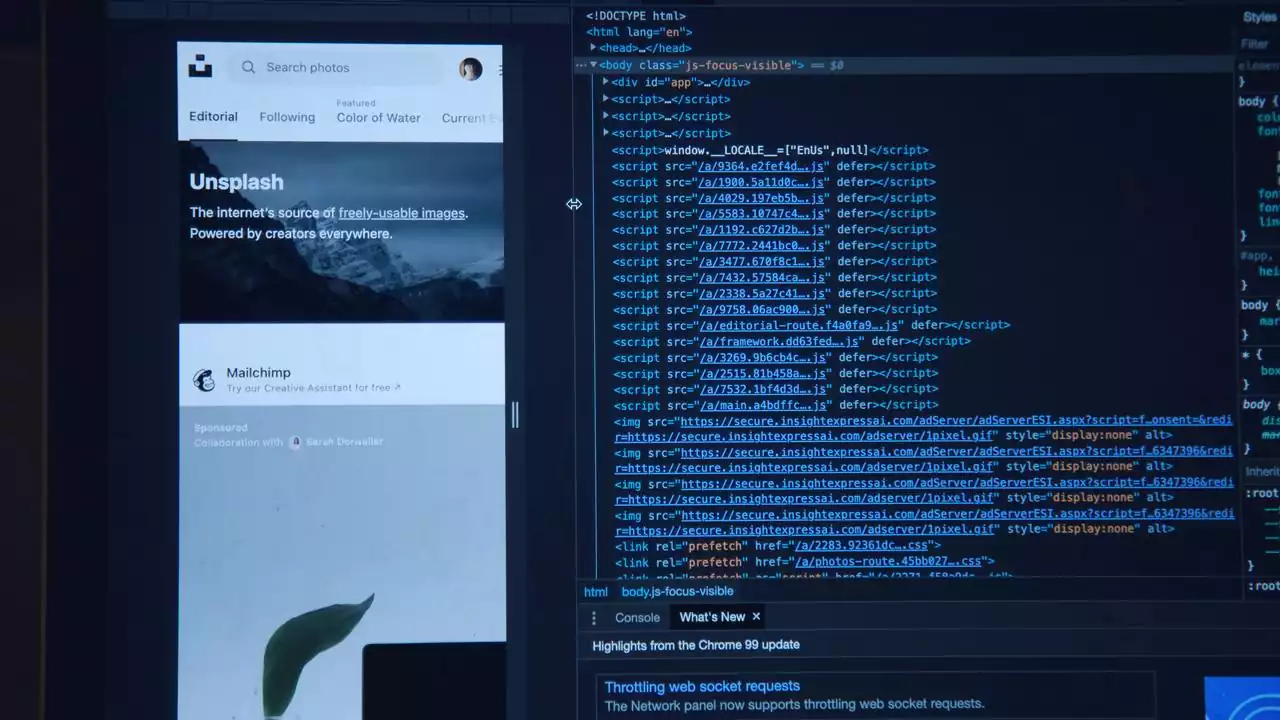 Search photos
Editorial
Following
Featured
Color of Water
Current
Unsplash
The internet's source of freely-usable images.
Powered by creators everywhere.
Mailchimp
Try our Creative Assistant for free ↗
Sponsored
Collaboration with Sarah Dorweiler
<!DOCTYPE html>
<html lang="en">
▶<head>…</head>
…▼<body class="js-focus-visible"> == $0
▶<div id="app">…</div>
▶<script>…</script>
▶<script>…</script>
▶<script>…</script>
<script>window.__LOCALE__=["EnUs",null]</script>
<script src="/a/9364.e2fef4d….js" defer></script>
<script src="/a/1900.5a11d0c….js" defer></script>
<script src="/a/4029.197eb5b….js" defer></script>
<script src="/a/5583.10747c4….js" defer></script>
<script src="/a/1192.c627d2b….js" defer></script>
<script src="/a/7772.2441bc0….js" defer></script>
<script src="/a/3477.670f8c1….js" defer></script>
<script src="/a/7432.57584ca….js" defer></script>
<script src="/a/2338.5a27c41….js" defer></script>
<script src="/a/9758.06ac900….js" defer></script>
<script src="/a/editorial-route.f4a0fa9….js" defer></script>
<script src="/a/framework.dd63fed….js" defer></script>
<script src="/a/3269.9b6cb4c….js" defer></script>
<script src="/a/2515.81b458a….js" defer></script>
<script src="/a/7532.1bf4d3d….js" defer></script>
<script src="/a/main.a4bdffc….js" defer></script>
<img src="https://secure.insightexpressai.com/adServer/adServerESI.aspx?script=f…onsent=&redi
r=https://secure.insightexpressai.com/adserver/1pixel.gif" style="display:none" alt>
<img src="https://secure.insightexpressai.com/adServer/adServerESI.aspx?script=f…6347396&redi
r=https://secure.insightexpressai.com/adserver/1pixel.gif" style="display:none" alt>
<img src="https://secure.insightexpressai.com/adServer/adServerESI.aspx?script=f…6347396&redi
r=https://secure.insightexpressai.com/adserver/1pixel.gif" style="display:none" alt>
<img src="https://secure.insightexpressai.com/adServer/adServerESI.aspx?script=f…6347396&redi
r=https://secure.insightexpressai.com/adserver/1pixel.gif" style="display:none" alt>
<link rel="prefetch" href="/a/2283.92361dc….css">
<link rel="prefetch" href="/a/photos-route.45bb027….css">
<link rel="prefetch" as="script" href=
html body.js-focus-visible
Console
What's New ×
Highlights from the Chrome 99 update
Throttling web socket requests
The Network panel now supports throttling web socket requests.
Styles
Filter
}
body {
}
#app,
}
body {
}
* {
box
}
body
}
Inherit
:root
}
:root